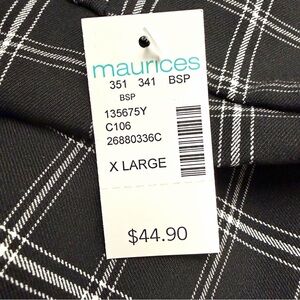 maurices
351 341 BSP
BSP
135675Y
C106
26880336C
X LARGE
$44.90